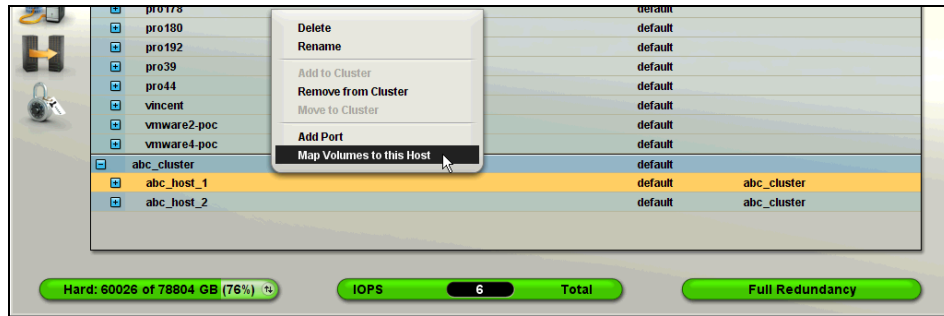 pro178 default
pro180 Delete default
pro192 Rename default
pro39 default
Add to Cluster
pro44 Remove from Cluster default
vincent Move to Cluster default
vmware2-poc default
Add Port
vmware4-poc default
Map Volumes to this Host
abc_cluster default
abc_host_1 default abc_cluster
abc_host_2 default abc_cluster
Hard: 60026 of 78804 GB (76%) IOPS 6 Total Full Redundancy